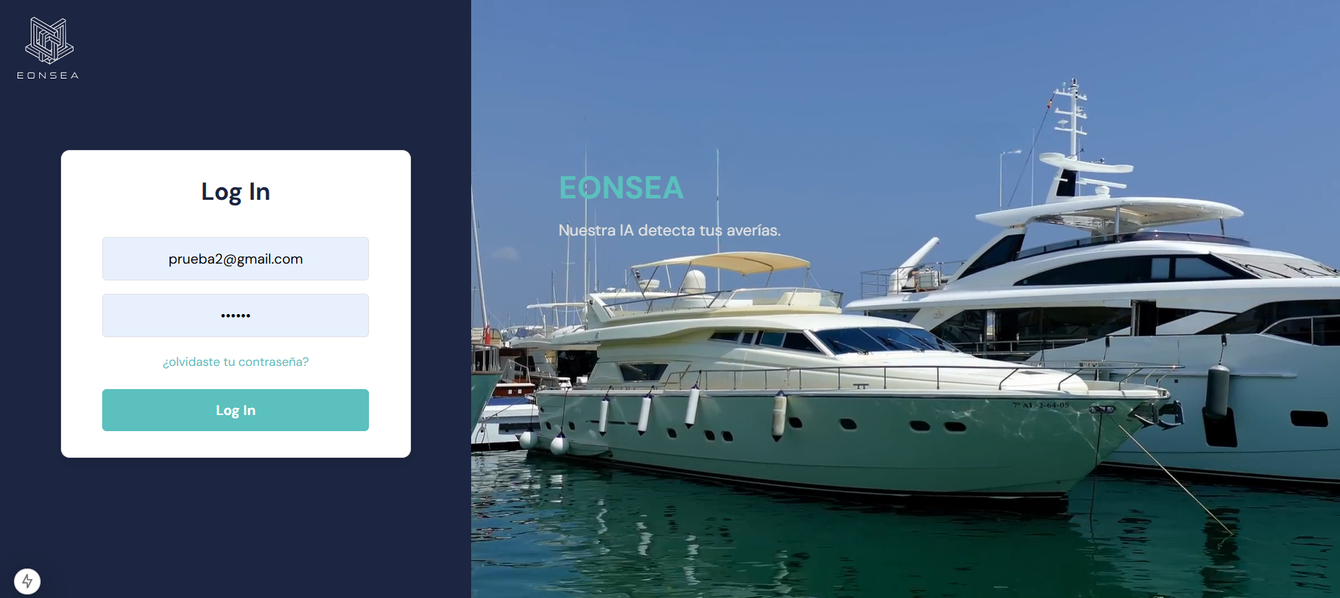 EONSEA
Log In
prueba2@gmail.com
••••••
¿olvidaste tu contraseña?
Log In
EONSEA
Nuestra IA detecta tus averías.